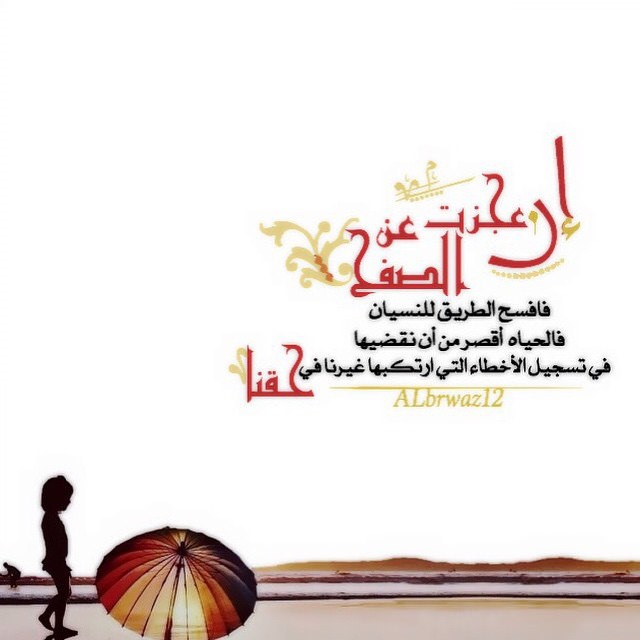 إن عجزت عن
الصفح
فافسح الطريق للنسيان
فالحياه أقصر من أن نقضيها
في تسجيل الأخطاء التي ارتكبها غيرنا في حقنا
ALbrwaz12